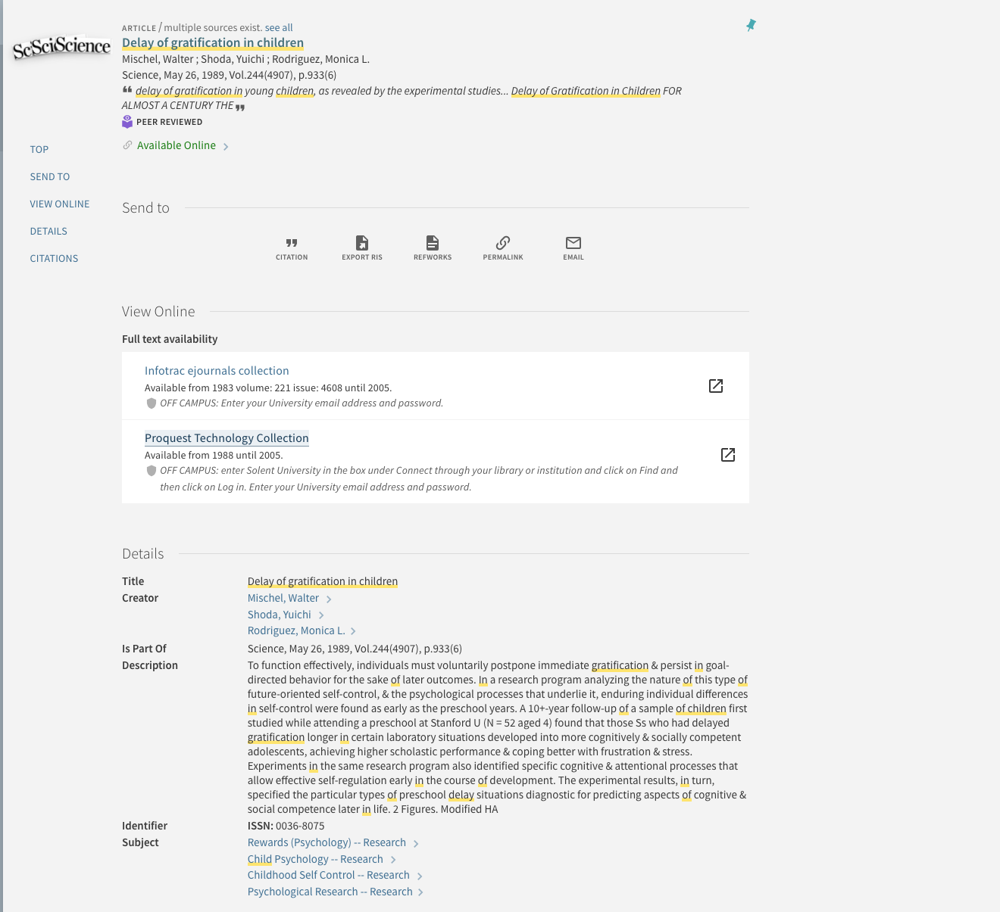 ScSciScience
ARTICLE / multiple sources exist. see all
Delay of gratification in children
Mischel, Walter ; Shoda, Yuichi ; Rodriguez, Monica L.
Science, May 26, 1989, Vol.244(4907), p.933(6)
❝ delay of gratification in young children, as revealed by the experimental studies... Delay of Gratification in Children FOR
ALMOST A CENTURY THE ❞
PEER REVIEWED
Available Online
TOP
SEND TO
VIEW ONLINE
DETAILS
CITATIONS
Send to
CITATION EXPORT RIS REFWORKS PERMALINK EMAIL
View Online
Full text availability
Infotrac ejournals collection
Available from 1983 volume: 221 issue: 4608 until 2005.
OFF CAMPUS: Enter your University email address and password.
Proquest Technology Collection
Available from 1988 until 2005.
OFF CAMPUS: enter Solent University in the box under Connect through your library or institution and click on Find and
then click on Log in. Enter your University email address and password.
Details
Title Delay of gratification in children
Creator Mischel, Walter
Shoda, Yuichi
Rodriguez, Monica L.
Is Part Of Science, May 26, 1989, Vol.244(4907), p.933(6)
Description To function effectively, individuals must voluntarily postpone immediate gratification & persist in goal-
directed behavior for the sake of later outcomes. In a research program analyzing the nature of this type of
future-oriented self-control, & the psychological processes that underlie it, enduring individual differences
in self-control were found as early as the preschool years. A 10+-year follow-up of a sample of children first
studied while attending a preschool at Stanford U (N = 52 aged 4) found that those Ss who had delayed
gratification longer in certain laboratory situations developed into more cognitively & socially competent
adolescents, achieving higher scholastic performance & coping better with frustration & stress.
Experiments in the same research program also identified specific cognitive & attentional processes that
allow effective self-regulation early in the course of development. The experimental results, in turn,
specified the particular types of preschool delay situations diagnostic for predicting aspects of cognitive &
social competence later in life. 2 Figures. Modified HA
Identifier ISSN: 0036-8075
Subject Rewards (Psychology) -- Research
Child Psychology -- Research
Childhood Self Control -- Research
Psychological Research -- Research